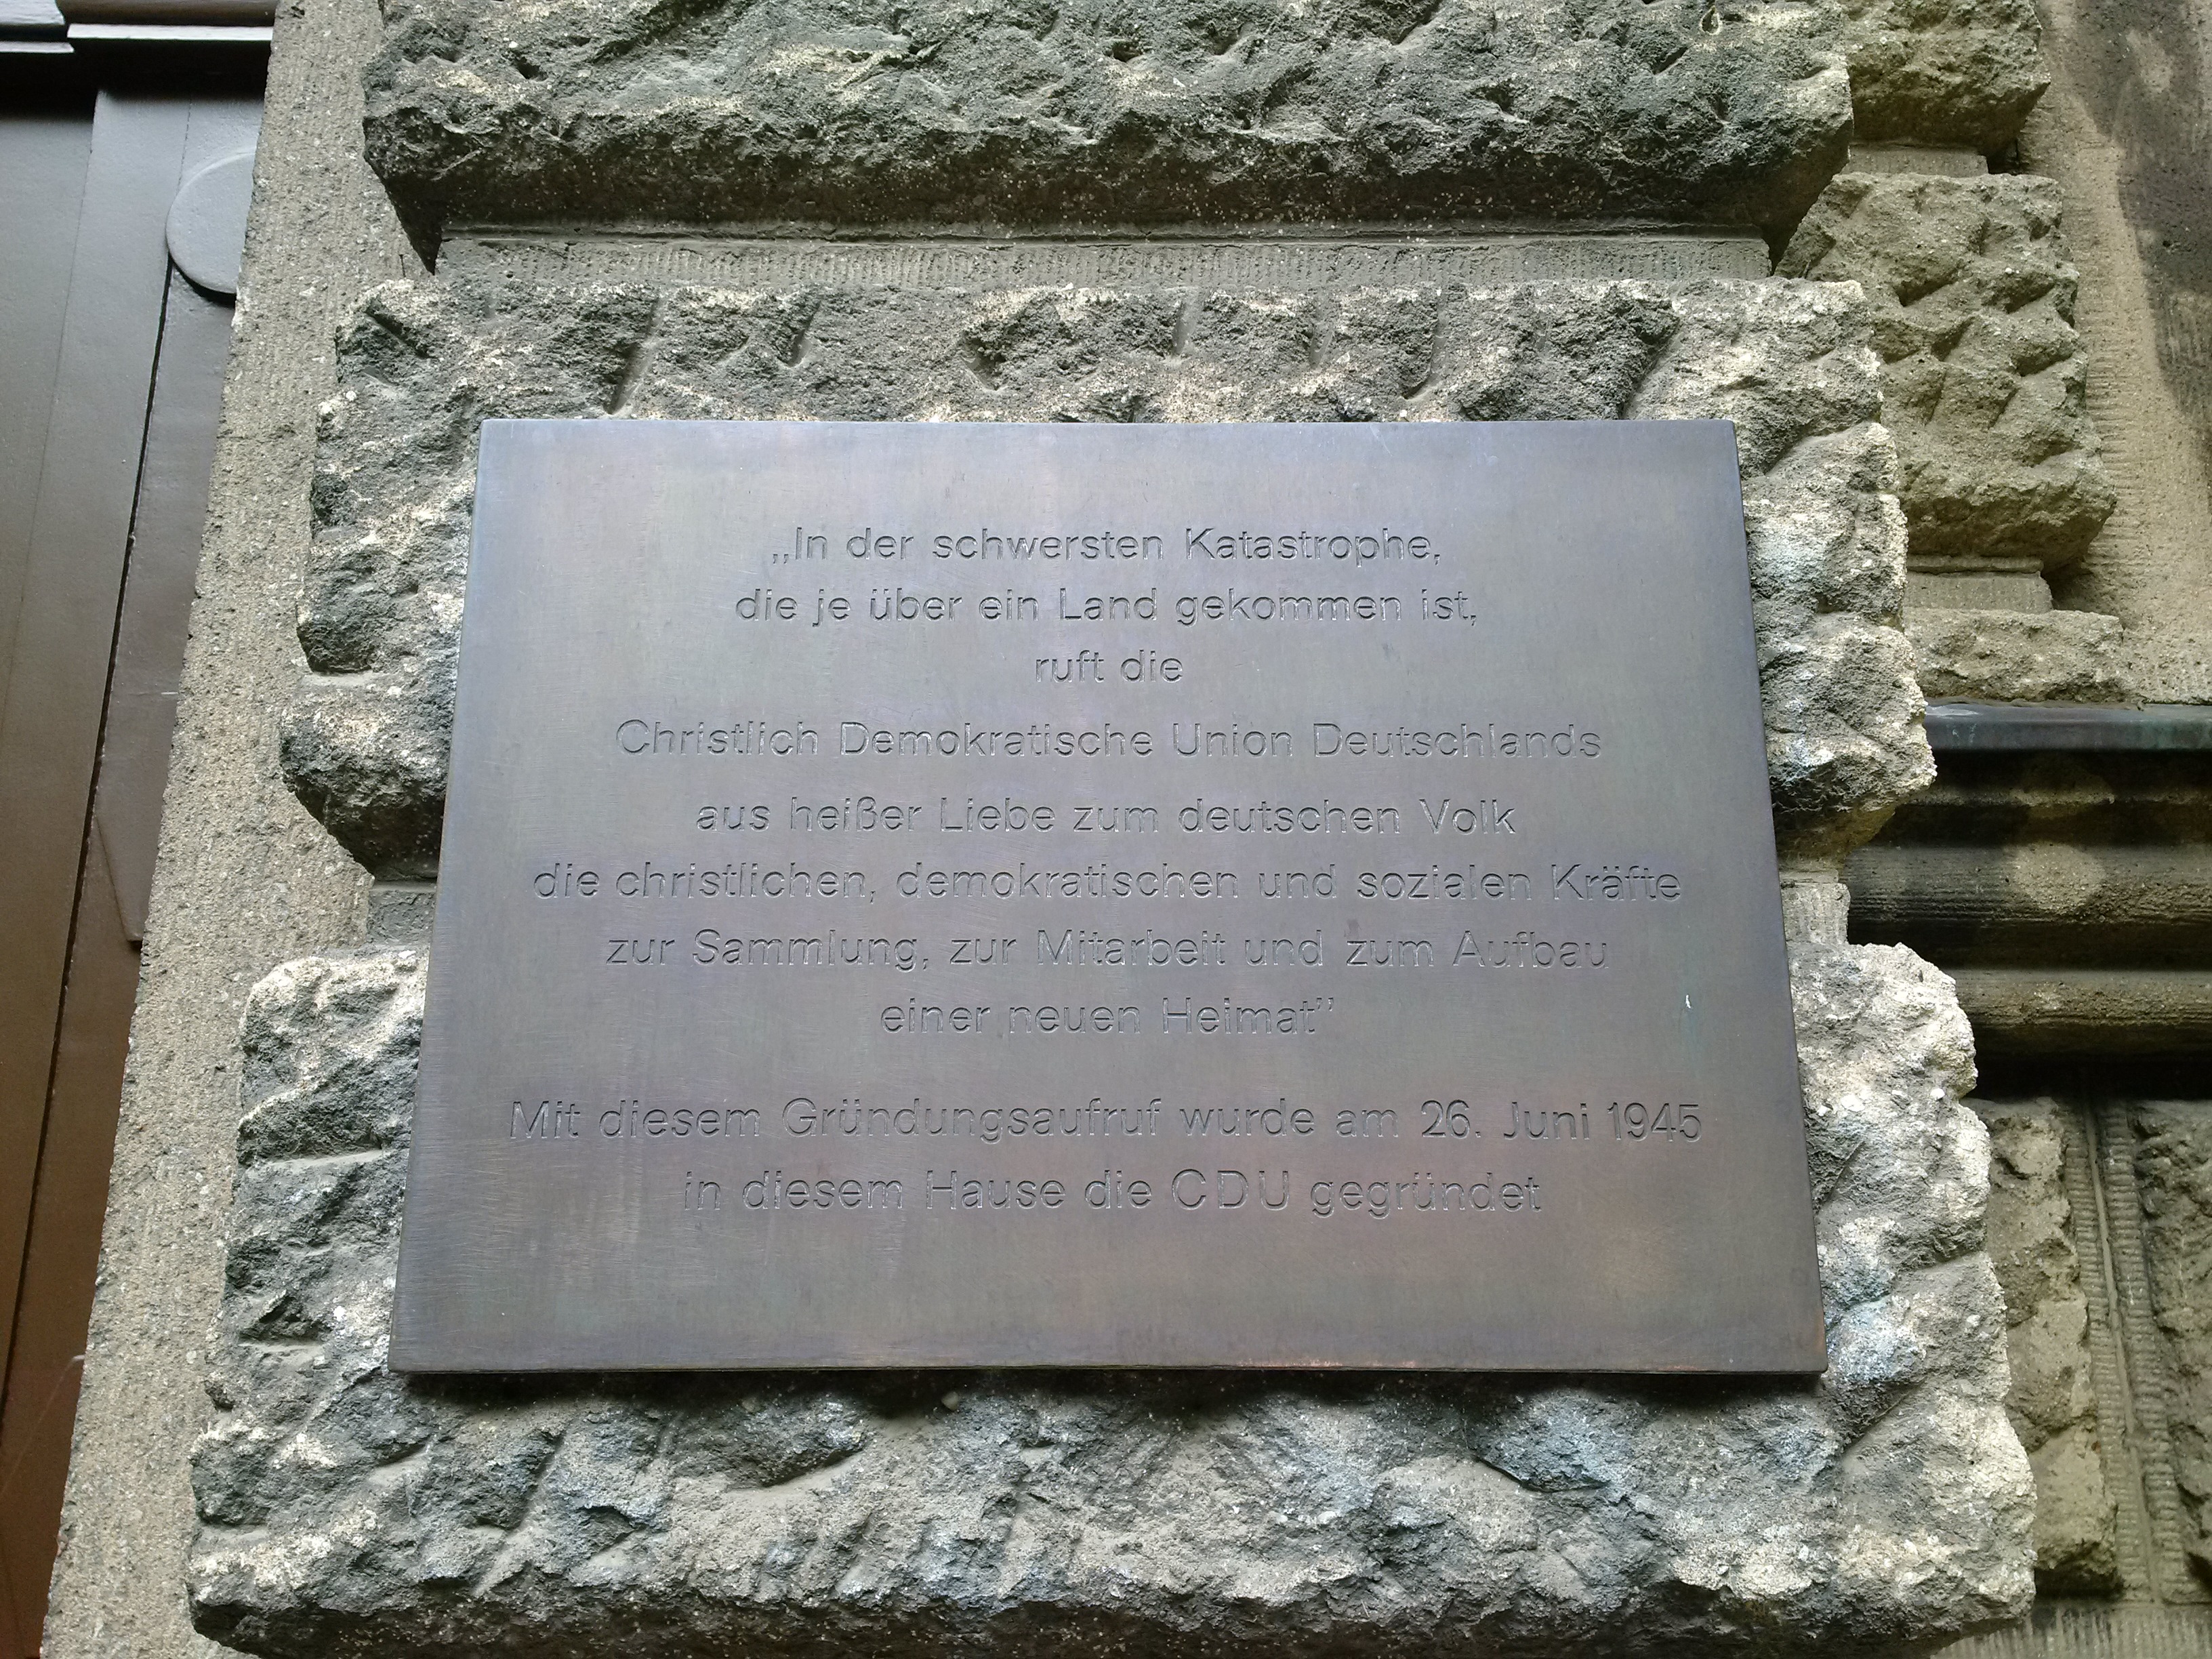 „In der schwersten Katastrophe,
die je über ein Land gekommen ist,
ruft die
Christlich Demokratische Union Deutschlands
aus heißer Liebe zum deutschen Volk
die christlichen, demokratischen und sozialen Kräfte
zur Sammlung, zur Mitarbeit und zum Aufbau
einer neuen Heimat”
Mit diesem Gründungsaufruf wurde am 26. Juni 1945
in diesem Hause die CDU gegründet